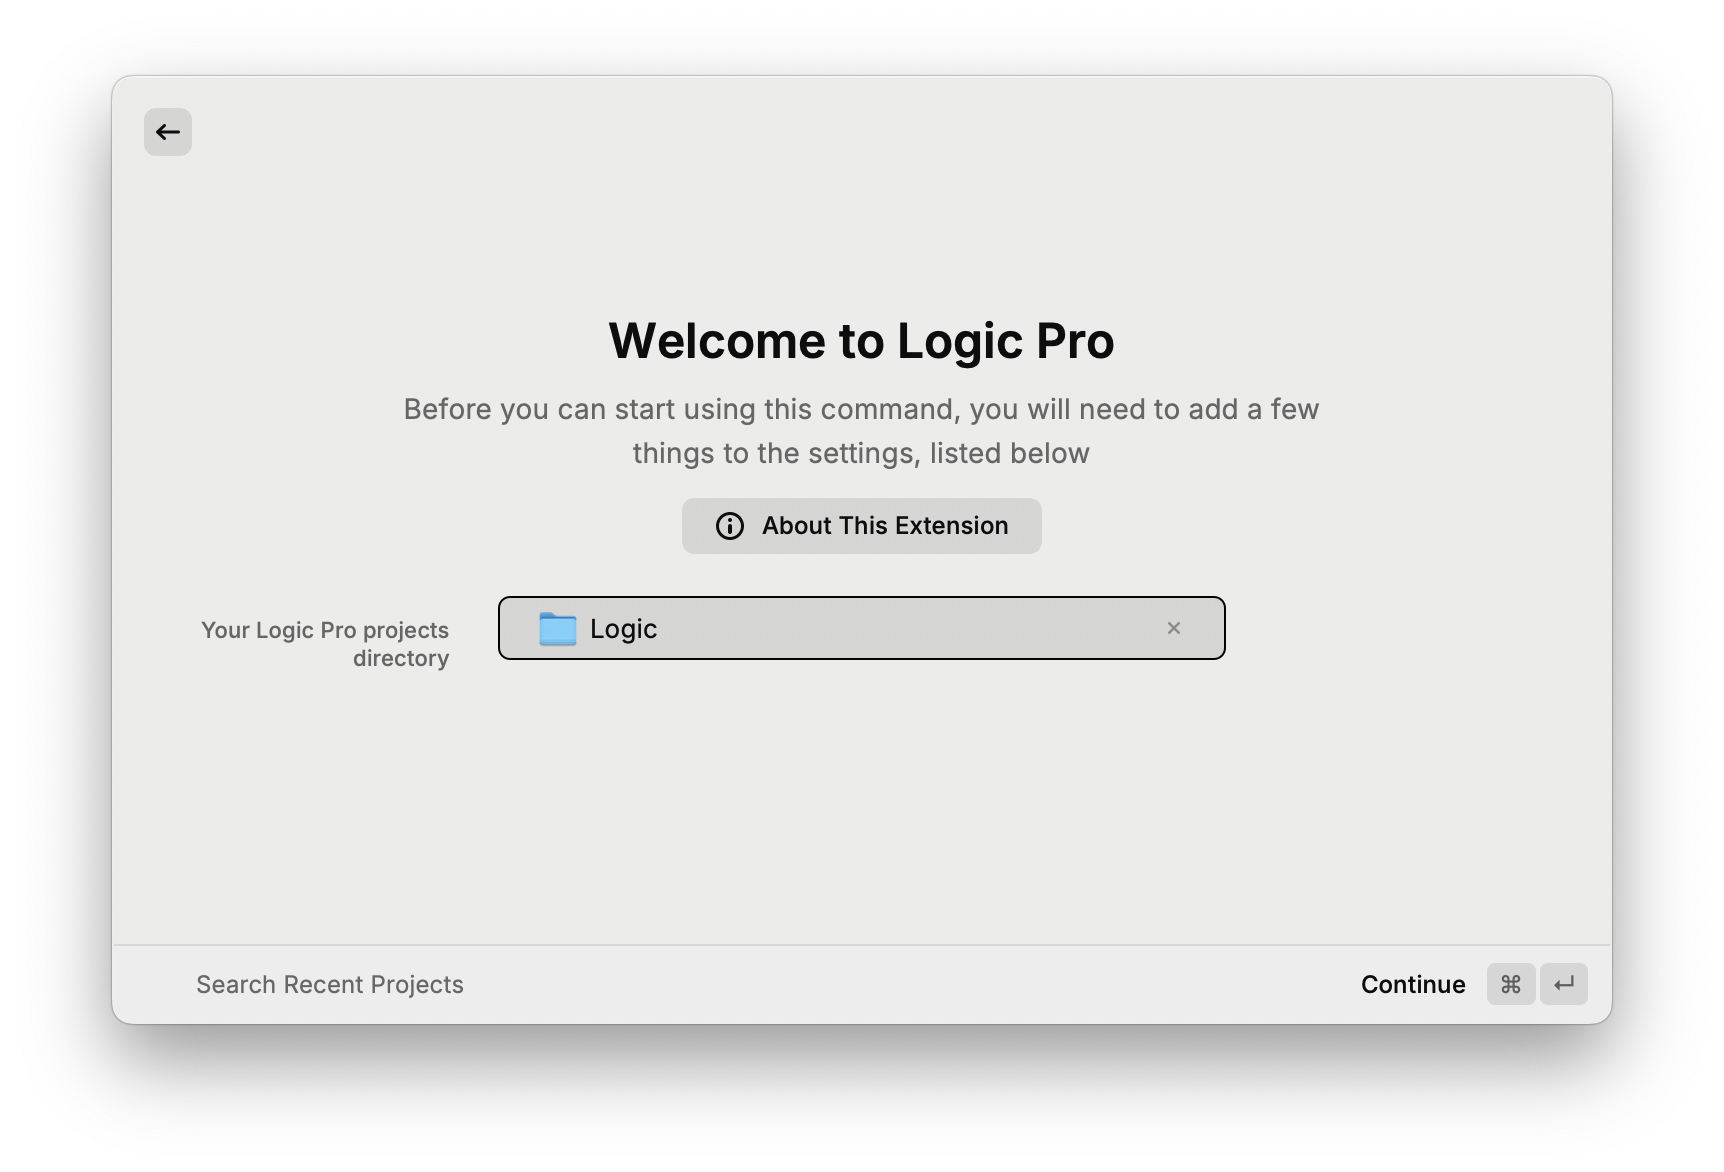 Welcome to Logic Pro
Before you can start using this command, you will need to add a few
things to the settings, listed below
About This Extension
Your Logic Pro projects
directory
Logic
Search Recent Projects
Continue ⌘ ↵